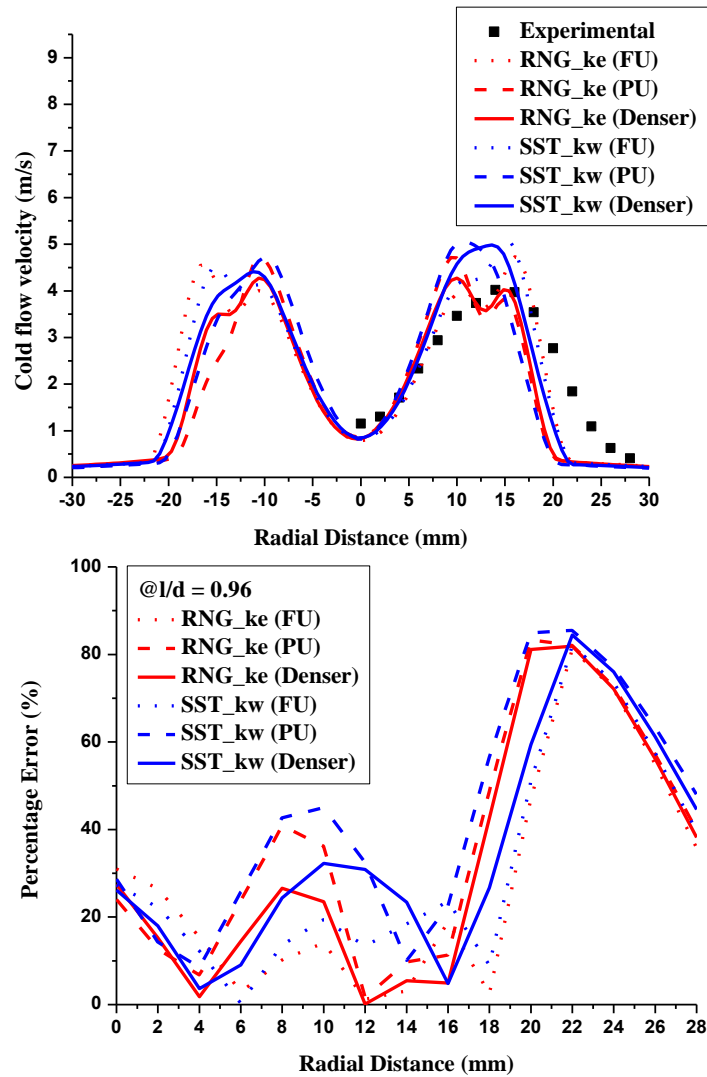 Experimental
RNG_ke (FU)
RNG_ke (PU)
RNG_ke (Denser)
SST_kw (FU)
SST_kw (PU)
SST_kw (Denser)
9
8
7
6
5
4
3
2
1
0
Cold flow velocity (m/s)
-30 -25 -20 -15 -10 -5 0 5 10 15 20 25 30
Radial Distance (mm)
@l/d = 0.96
RNG_ke (FU)
RNG_ke (PU)
RNG_ke (Denser)
SST_kw (FU)
SST_kw (PU)
SST_kw (Denser)
100
80
60
40
20
0
Percentage Error (%)
0 2 4 6 8 10 12 14 16 18 20 22 24 26 28
Radial Distance (mm)